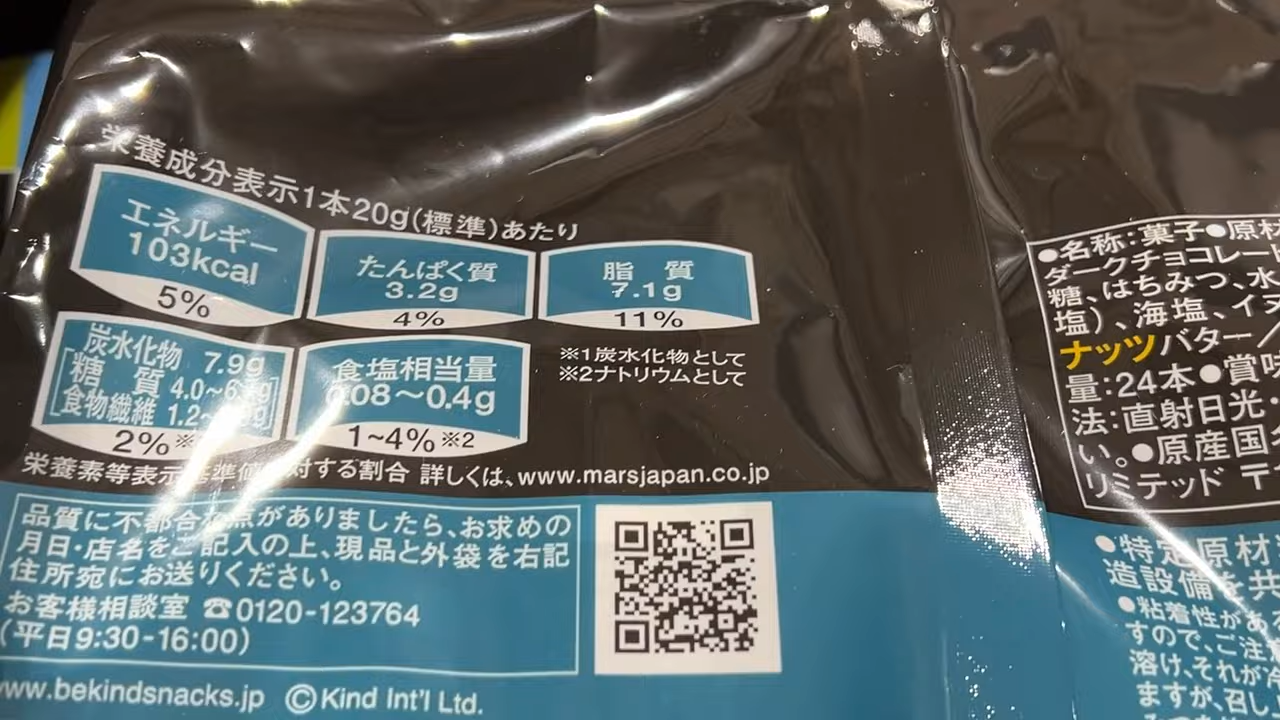 栄養成分表示1本20g(標準)あたり
エネルギー
103kcal
5%
たんぱく質
3.2g
4%
脂 質
7.1g
11%
炭水化物 7.9g
糖 質 4.0～
食物繊維 1.2～
2%※
食塩相当量
0.08～0.4g
1~4%※2
※1炭水化物として
※2ナトリウムとして
栄養素等表示基準値 対する割合 詳しくは、www.marsjapan.co.jp
品質に不都合な点がありましたら、お求めの
月日・店名をご記入の上、現品と外袋を右記
住所宛にお送りください。
お客様相談室 ☎0120-123764
(平日9:30-16:00)
www.bekindsnacks.jp ©Kind Int'l Ltd.
●名称:菓子●原材
ダークチョコレート
糖、はちみつ、水
塩)、海塩、イヌ
ナッツバター/
量:24本●賞味
法:直射日光・
い。●原産国
リミテッド 〒
●特定原材
造設備を共
●粘着性がある
すので、ご注
溶け、それが冷
ますが、召し